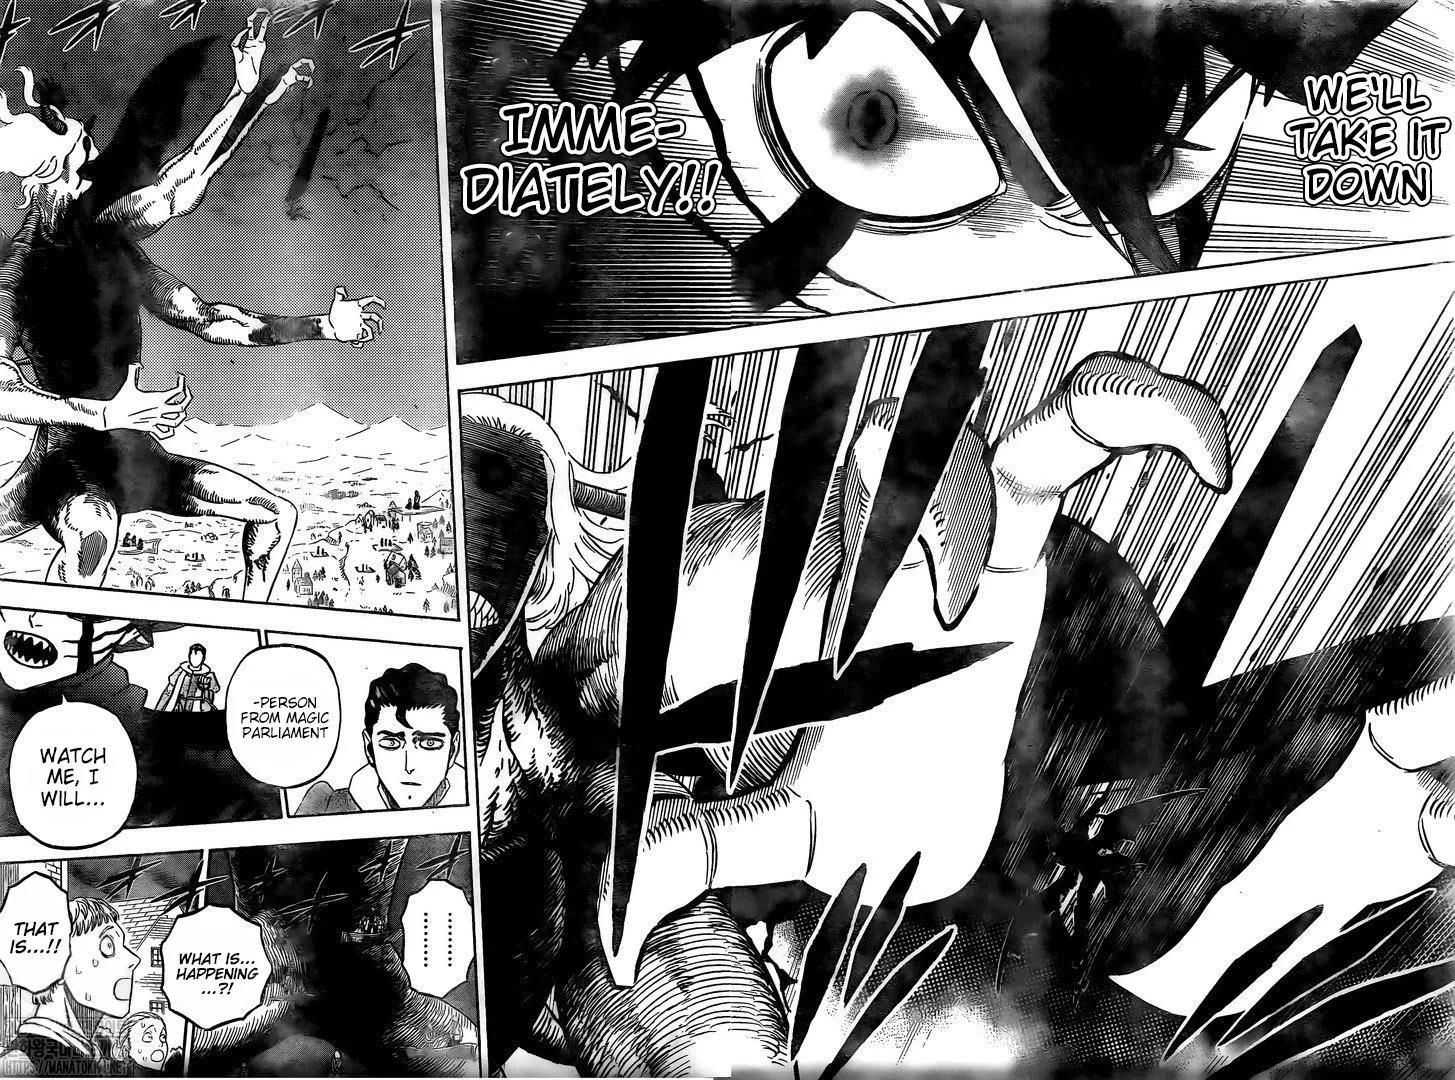 WE'LL
TAKE IT
DOWN
IMME-
DIATELY!!
-PERSON
FROM MAGIC
PARLIAMENT
WATCH
ME, I
WILL...
WHAT IS...
HAPPENING
...?!
THAT
IS...!!